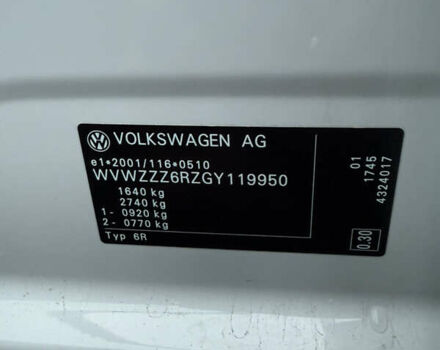 VOLKSWAGEN AG
e1*2001/116*0510
WVWZZZ6RZGY119950
1640 kg
2740 kg
1- 0920 kg
2- 0770 kg
Typ 6R
01
1745
4324017
0.30